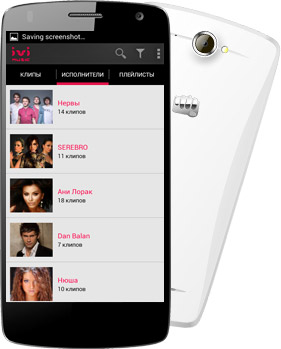 Saving screenshot...
ivi
music
КЛИПЫ ИСПОЛНИТЕЛИ ПЛЕЙЛИСТЫ
Нервы
14 клипов
SEREBRO
11 клипов
Ани Лорак
18 клипов
Dan Balan
7 клипов
Нюша
10 клипов